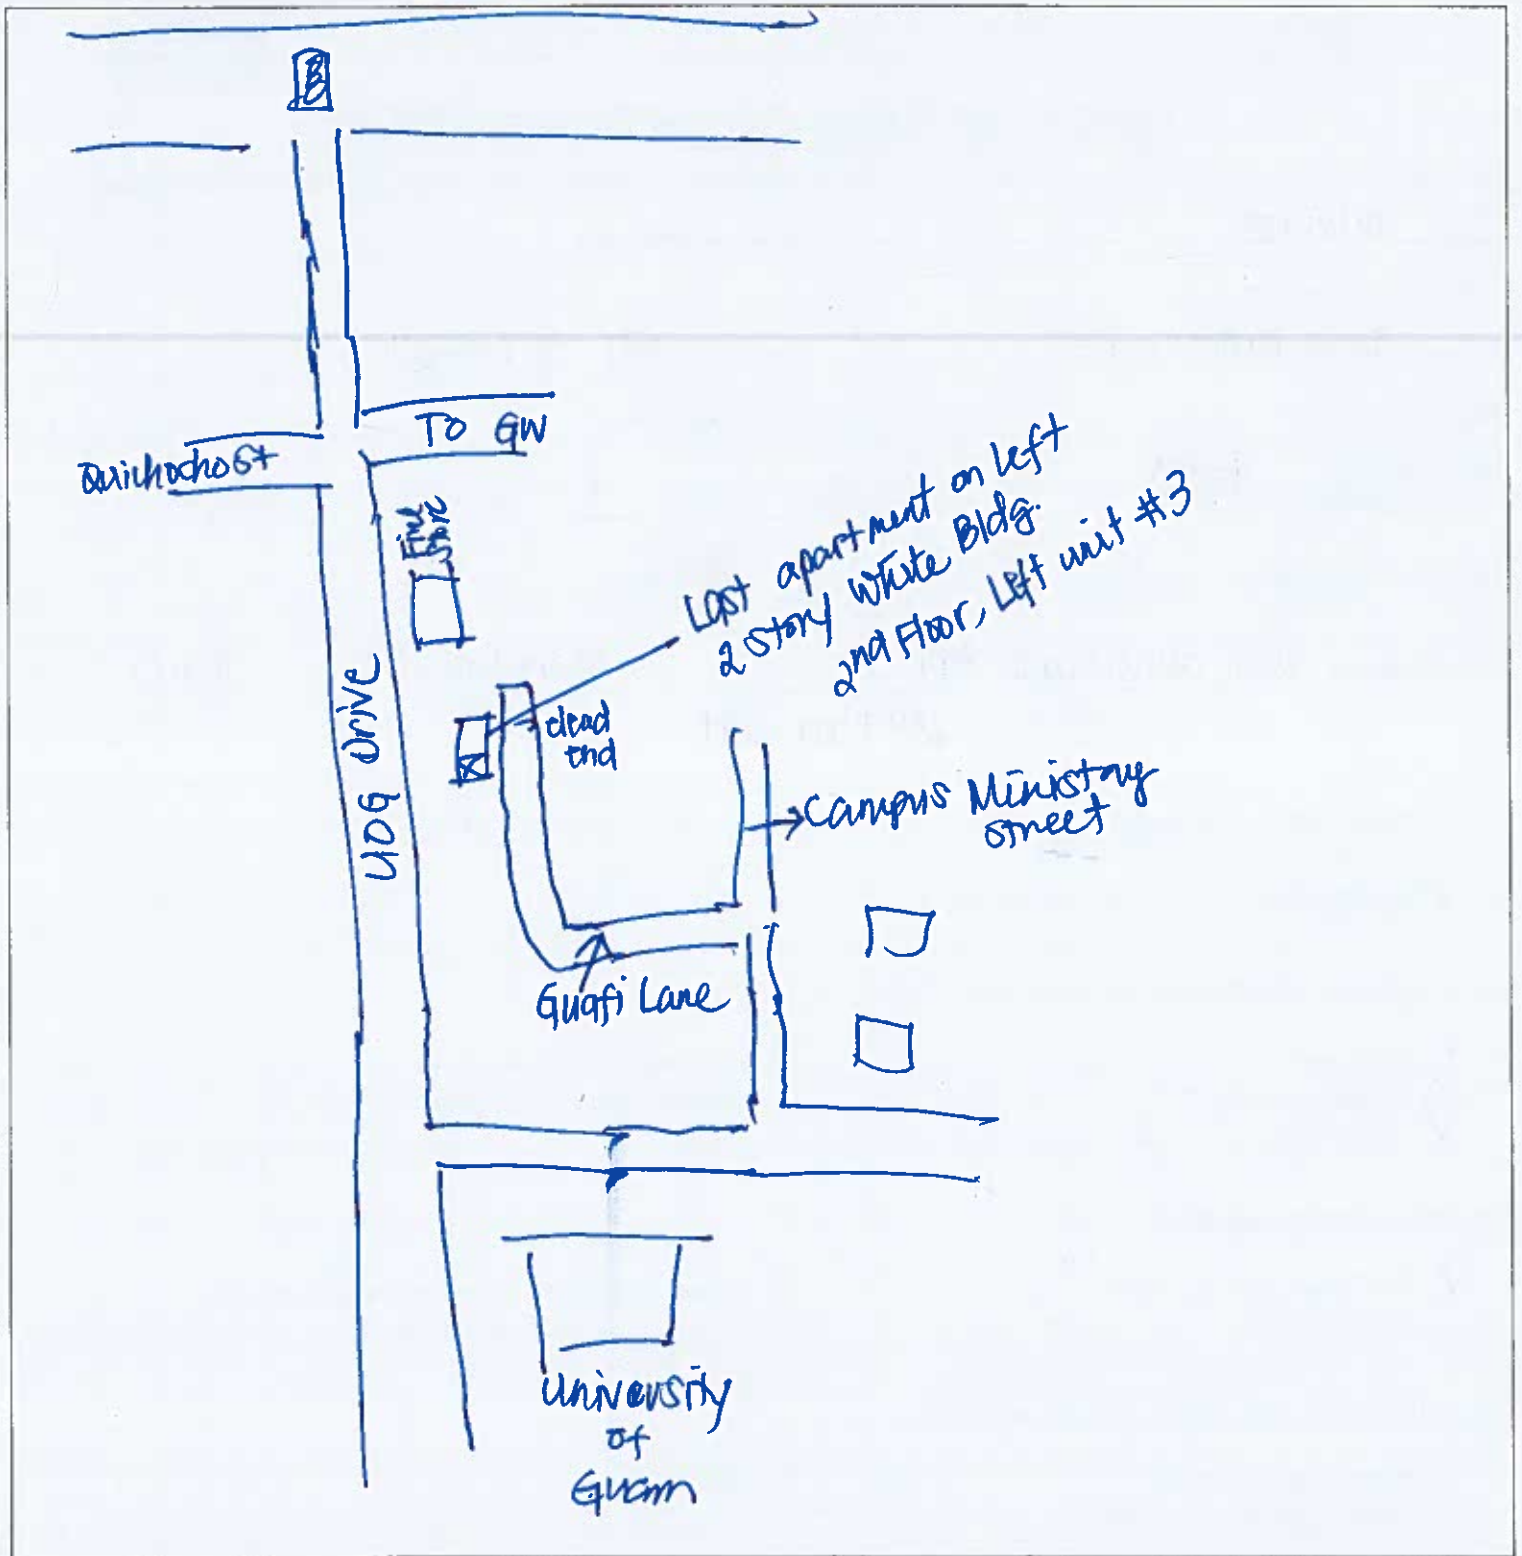 To GW
Quichocho St
Store
Last apartment on left
2 Story White Bldg.
2nd Floor, Left unit #3
dead
end
UOG Drive
Campus Ministry
street
Guafi Lane
University
of
Guam